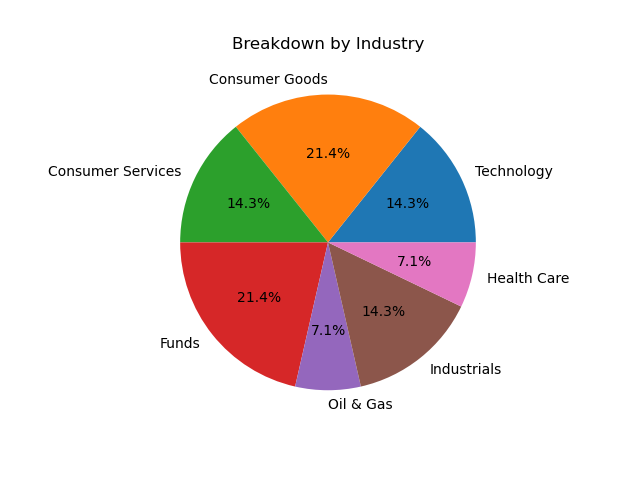 Breakdown by Industry
Consumer Goods
21.4%
Consumer Services
14.3%
Technology
14.3%
Funds
21.4%
Oil & Gas
7.1%
Industrials
14.3%
Health Care
7.1%